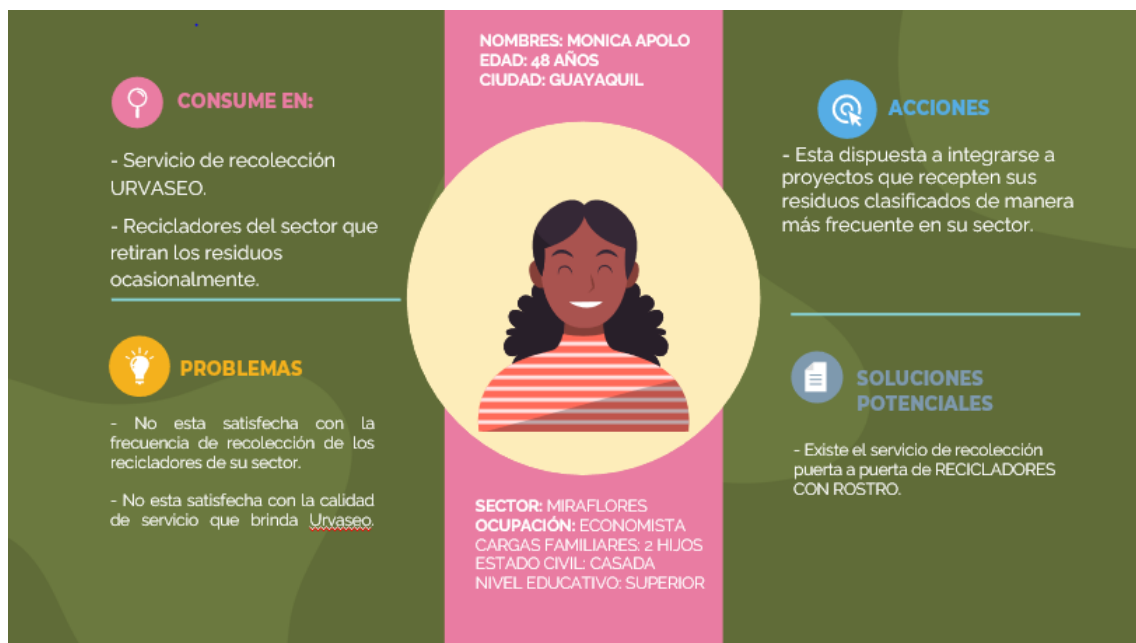 NOMBRES: MONICA APOLO
EDAD: 48 AÑOS
CIUDAD: GUAYAQUIL
CONSUME EN:
- Servicio de recolección
URVASEO.
- Recicladores del sector que
retiran los residuos
ocasionalmente.
PROBLEMAS
- No esta satisfecha con la
frecuencia de recolección de los
recicladores de su sector.
- No esta satisfecha con la calidad
de servicio que brinda Urvaseo.
SECTOR: MIRAFLORES
OCUPACIÓN: ECONOMISTA
CARGAS FAMILIARES: 2 HIJOS
ESTADO CIVIL: CASADA
NIVEL EDUCATIVO: SUPERIOR
ACCIONES
- Esta dispuesta a integrarse a
proyectos que recepten sus
residuos clasificados de manera
más frecuente en su sector.
SOLUCIONES
POTENCIALES
- Existe el servicio de recolección
puerta a puerta de RECICLADORES
CON ROSTRO.